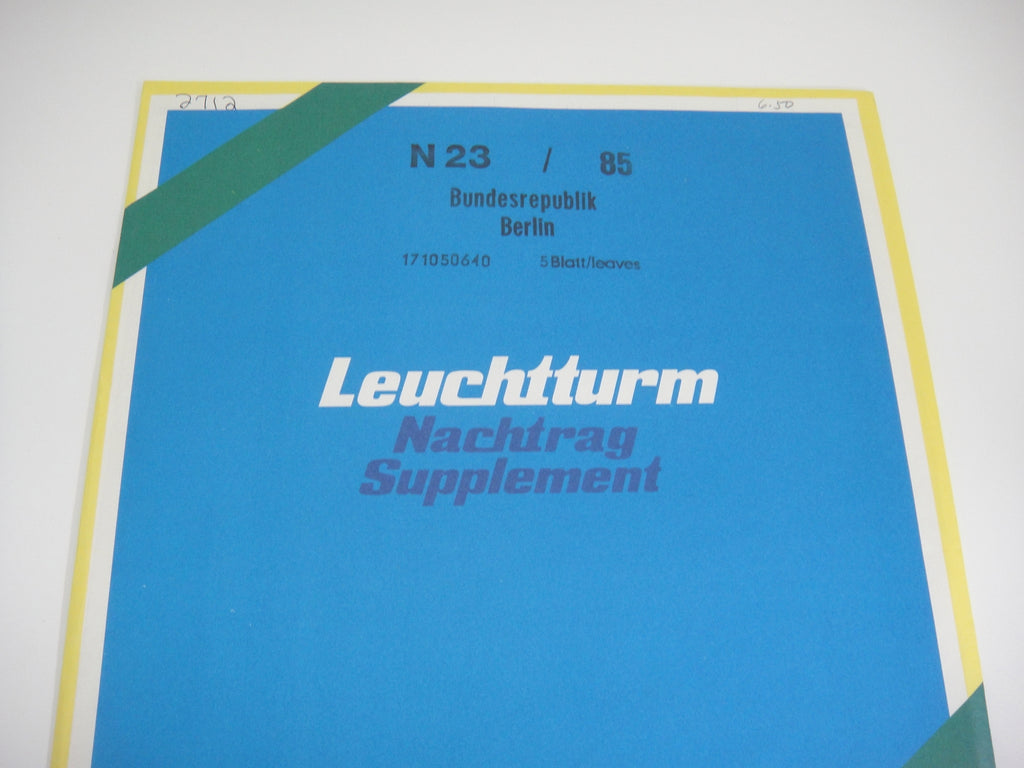 2712 6.50
N 23 / 85
Bundesrepublik
Berlin
171050640 5 Blatt/leaves
Leuchtturm
Nachtrag
Supplement